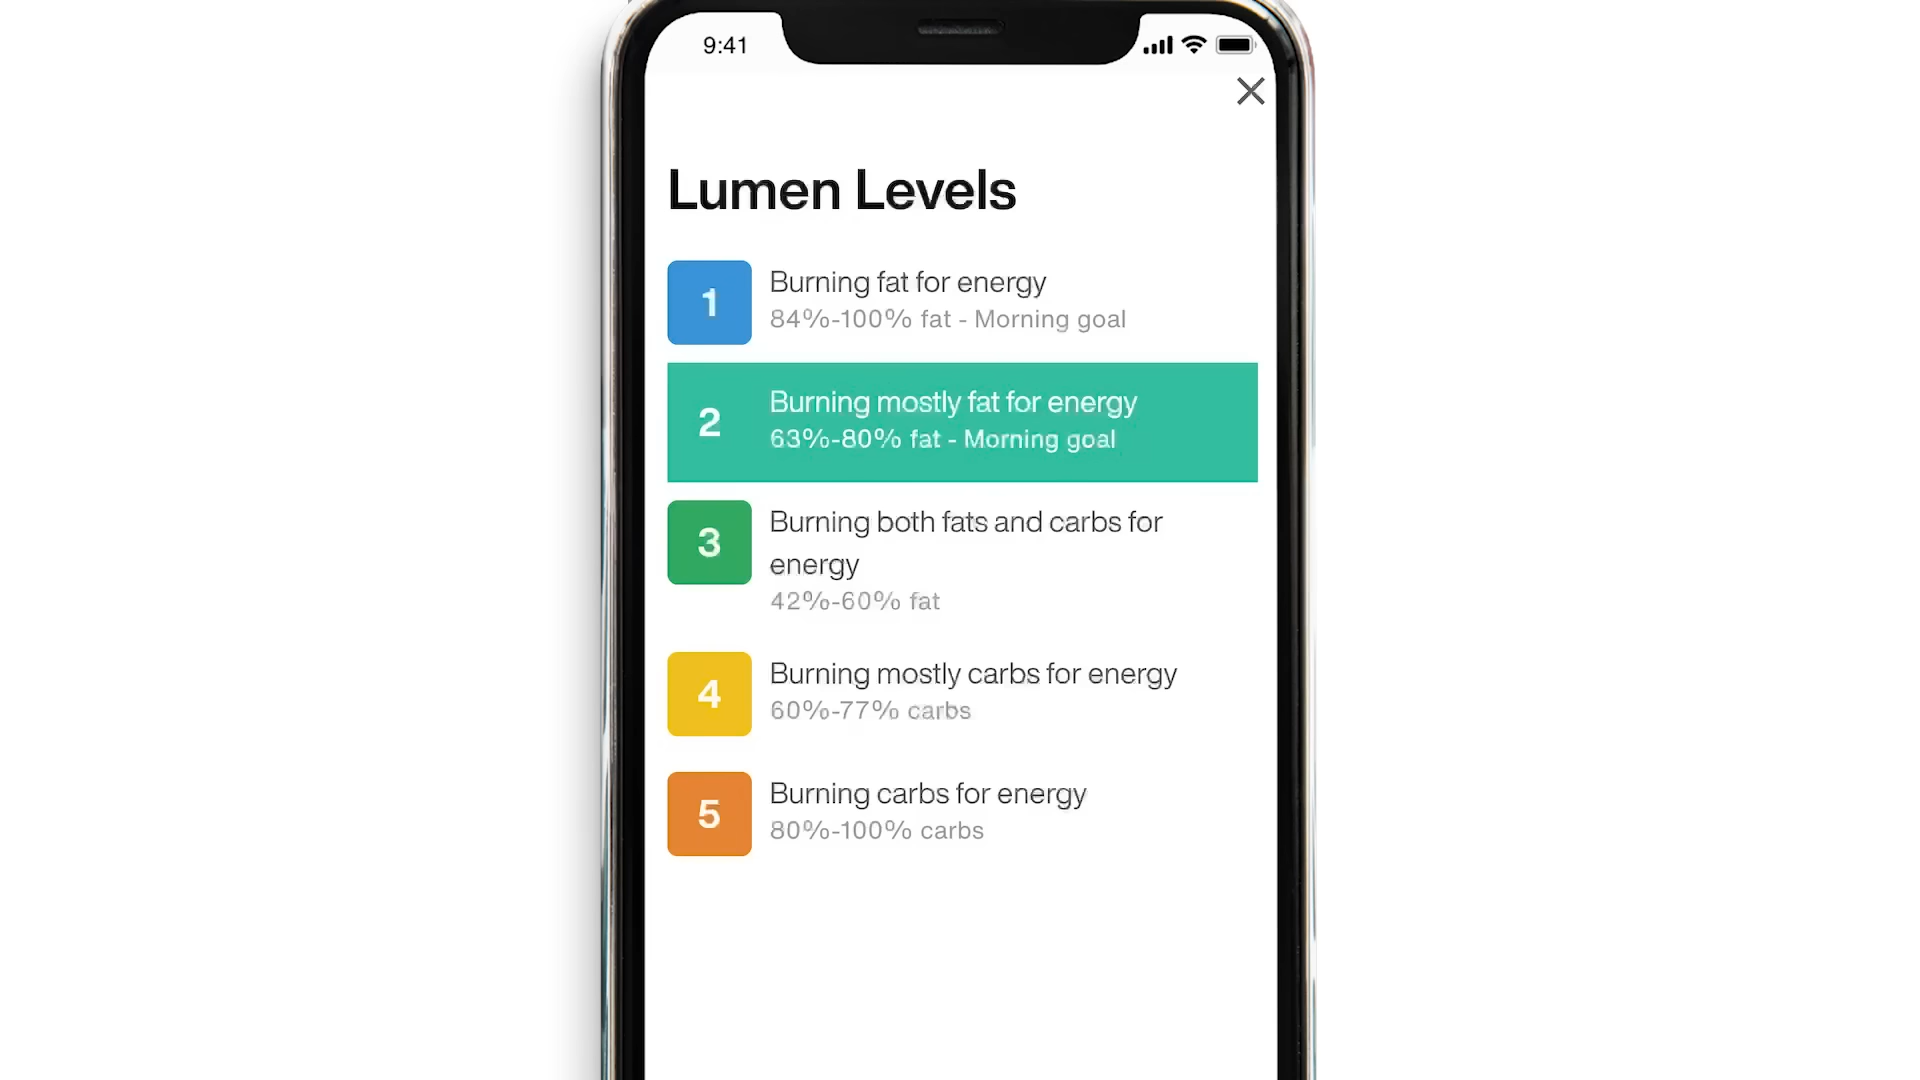 9:41
Lumen Levels
1
Burning fat for energy
84%-100% fat - Morning goal
2
Burning mostly fat for energy
63%-80% fat - Morning goal
3
Burning both fats and carbs for
energy
42%-60% fat
4
Burning mostly carbs for energy
60%-77% carbs
5
Burning carbs for energy
80%-100% carbs